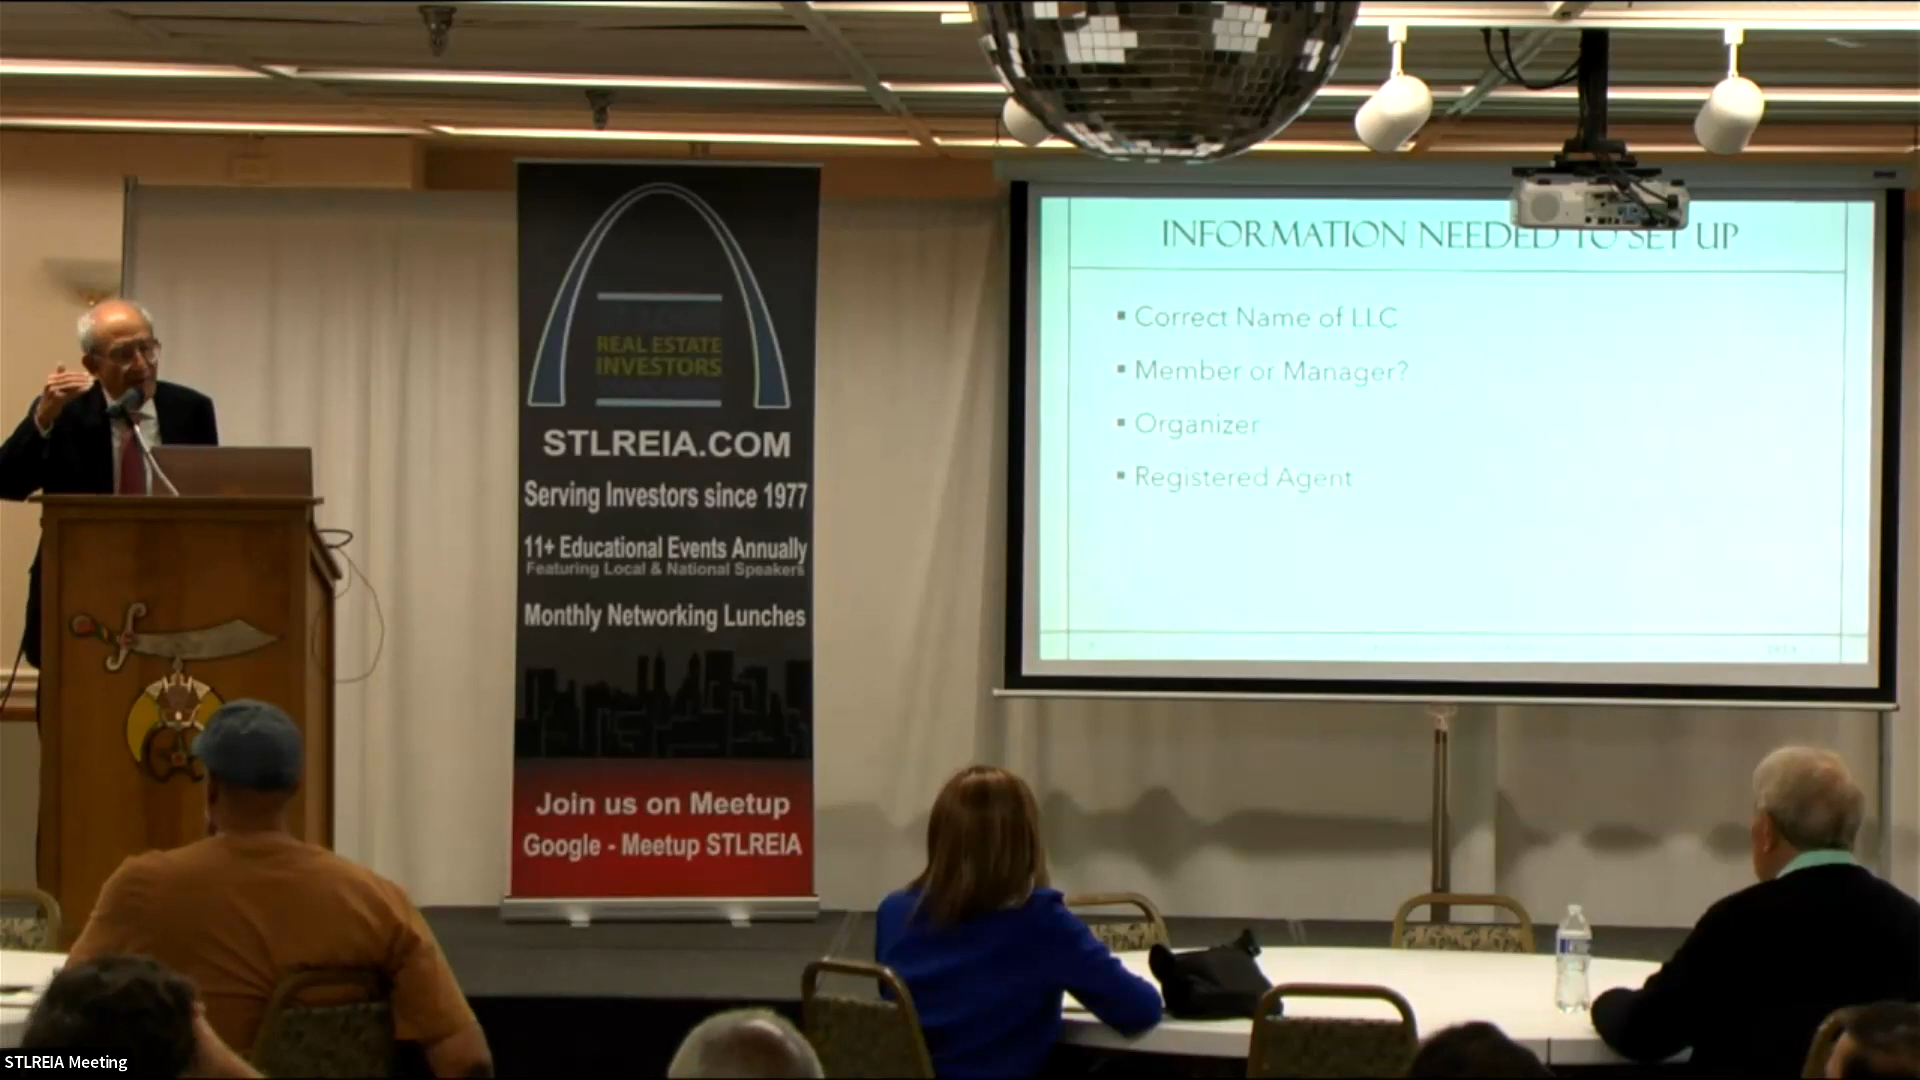 REAL ESTATE
INVESTORS
STLREIA.COM
Serving Investors since 1977
11+ Educational Events Annually
Featuring Local & National Speakers
Monthly Networking Lunches
Join us on Meetup
Google - Meetup STLREIA
INFORMATION NEEDED TO SET UP
▪ Correct Name of LLC
▪ Member or Manager?
▪ Organizer
▪ Registered Agent
STLREIA Meeting